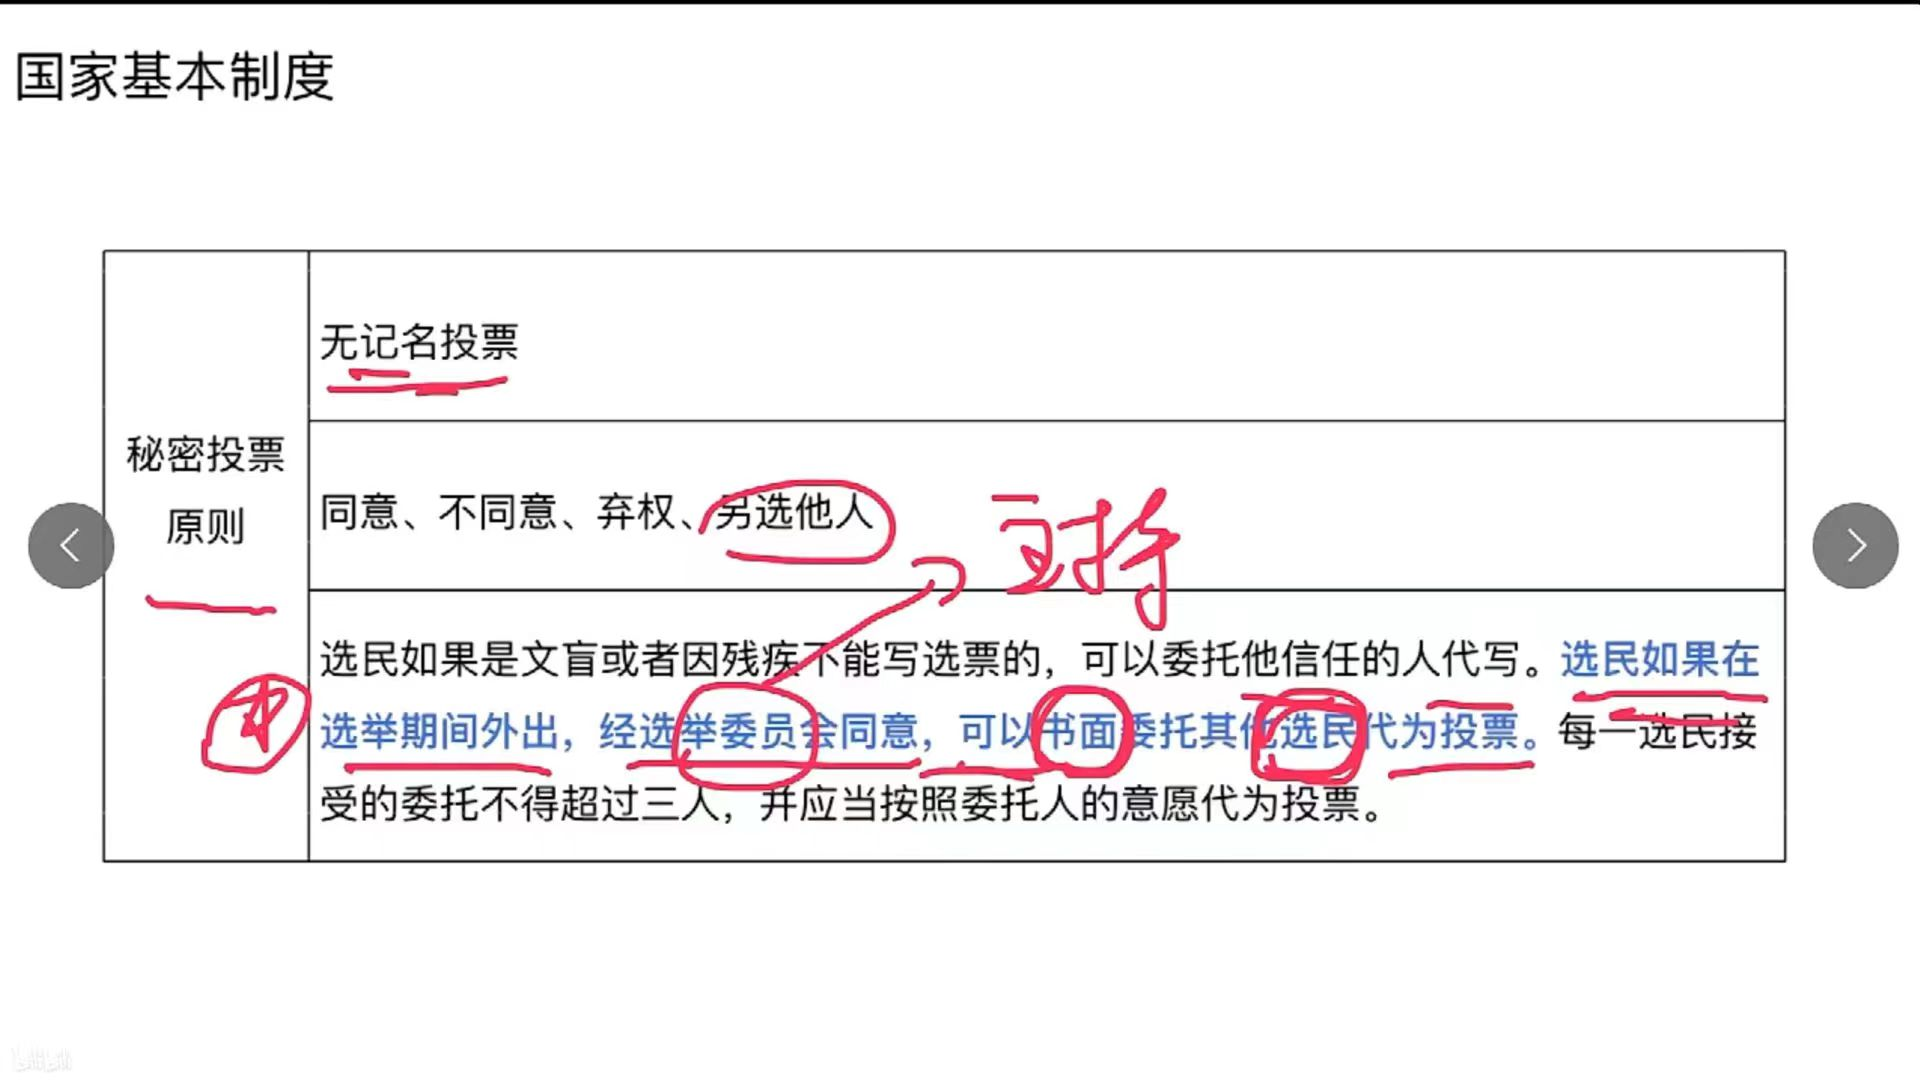 国家基本制度
秘密投票
原则
无记名投票
同意、不同意、弃权、另选他人
主持
选民如果是文盲或者因残疾不能写选票的，可以委托他信任的人代写。选民如果在
选举期间外出，经选举委员会同意，可以书面委托其他选民代为投票。每一选民接
受的委托不得超过三人，并应当按照委托人的意愿代为投票。